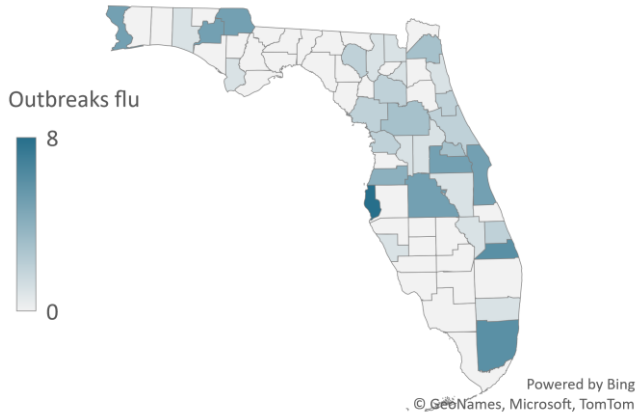 Outbreaks flu
8
0
Powered by Bing
© GeoNames, Microsoft, TomTom